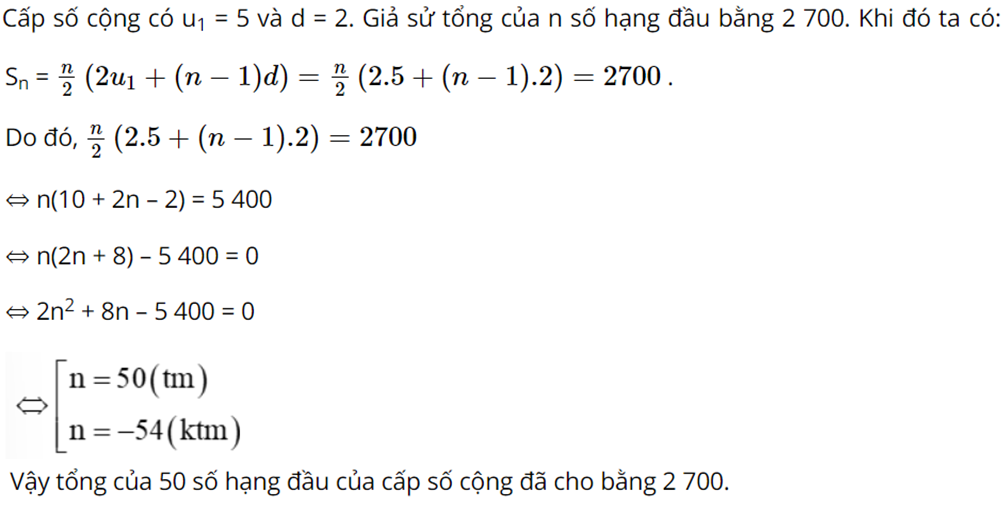 Cấp số cộng có u₁ = 5 và d = 2. Giả sử tổng của n số hạng đầu bằng 2 700. Khi đó ta có:
Sₙ = n/2 (2u₁ + (n − 1)d) = n/2 (2.5 + (n − 1).2) = 2700 .
Do đó, n/2 (2.5 + (n − 1).2) = 2700
⇔ n(10 + 2n – 2) = 5 400
⇔ n(2n + 8) – 5 400 = 0
⇔ 2n² + 8n – 5 400 = 0
⇔ [ n = 50(tm)
n = −54(ktm)
Vậy tổng của 50 số hạng đầu của cấp số cộng đã cho bằng 2 700.